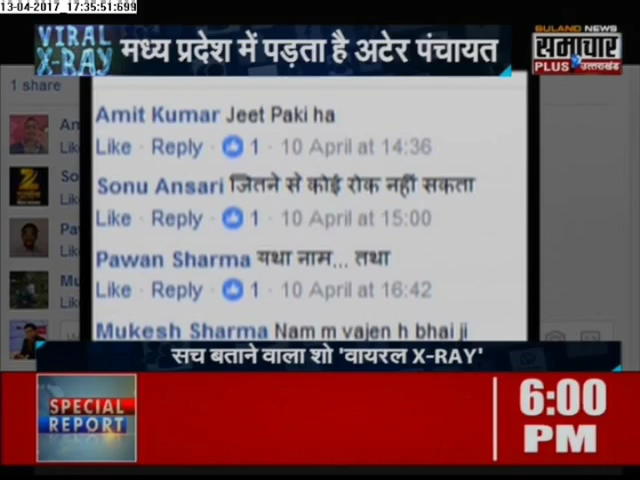 13-04-2017_17:35:51:699
VIRAL X-RAY
मध्य प्रदेश में पड़ता है अटेर पंचायत
BULAND NEWS
समाचार
PLUS उत्तराखंड
1 share
Amit Kumar Jeet Paki ha
Like · Reply · 1 · 10 April at 14:36
Sonu Ansari जितने से कोई रोक नहीं सकता
Like · Reply · 1 · 10 April at 15:00
Pawan Sharma यथा नाम... तथा
Like · Reply · 1 · 10 April at 16:42
Mukesh Sharma Nam m vajen h bhai ji
सच बताने वाला शो 'वायरल X-RAY'
SPECIAL REPORT
6:00 PM